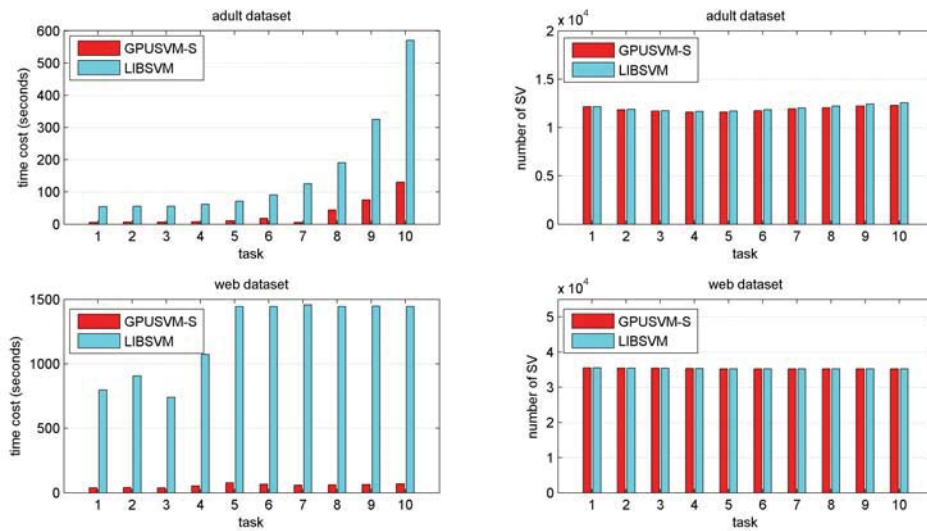 adult dataset
600
500
400
300
200
100
0
time cost (seconds)
GPUSVM-S
LIBSVM
1 2 3 4 5 6 7 8 9 10
task
adult dataset
x 10^4
2
1.5
1
0.5
0
number of SV
GPUSVM-S
LIBSVM
1 2 3 4 5 6 7 8 9 10
task
web dataset
1500
1000
500
0
time cost (seconds)
GPUSVM-S
LIBSVM
1 2 3 4 5 6 7 8 9 10
task
web dataset
x 10^4
5
4
3
2
1
0
number of SV
GPUSVM-S
LIBSVM
1 2 3 4 5 6 7 8 9 10
task